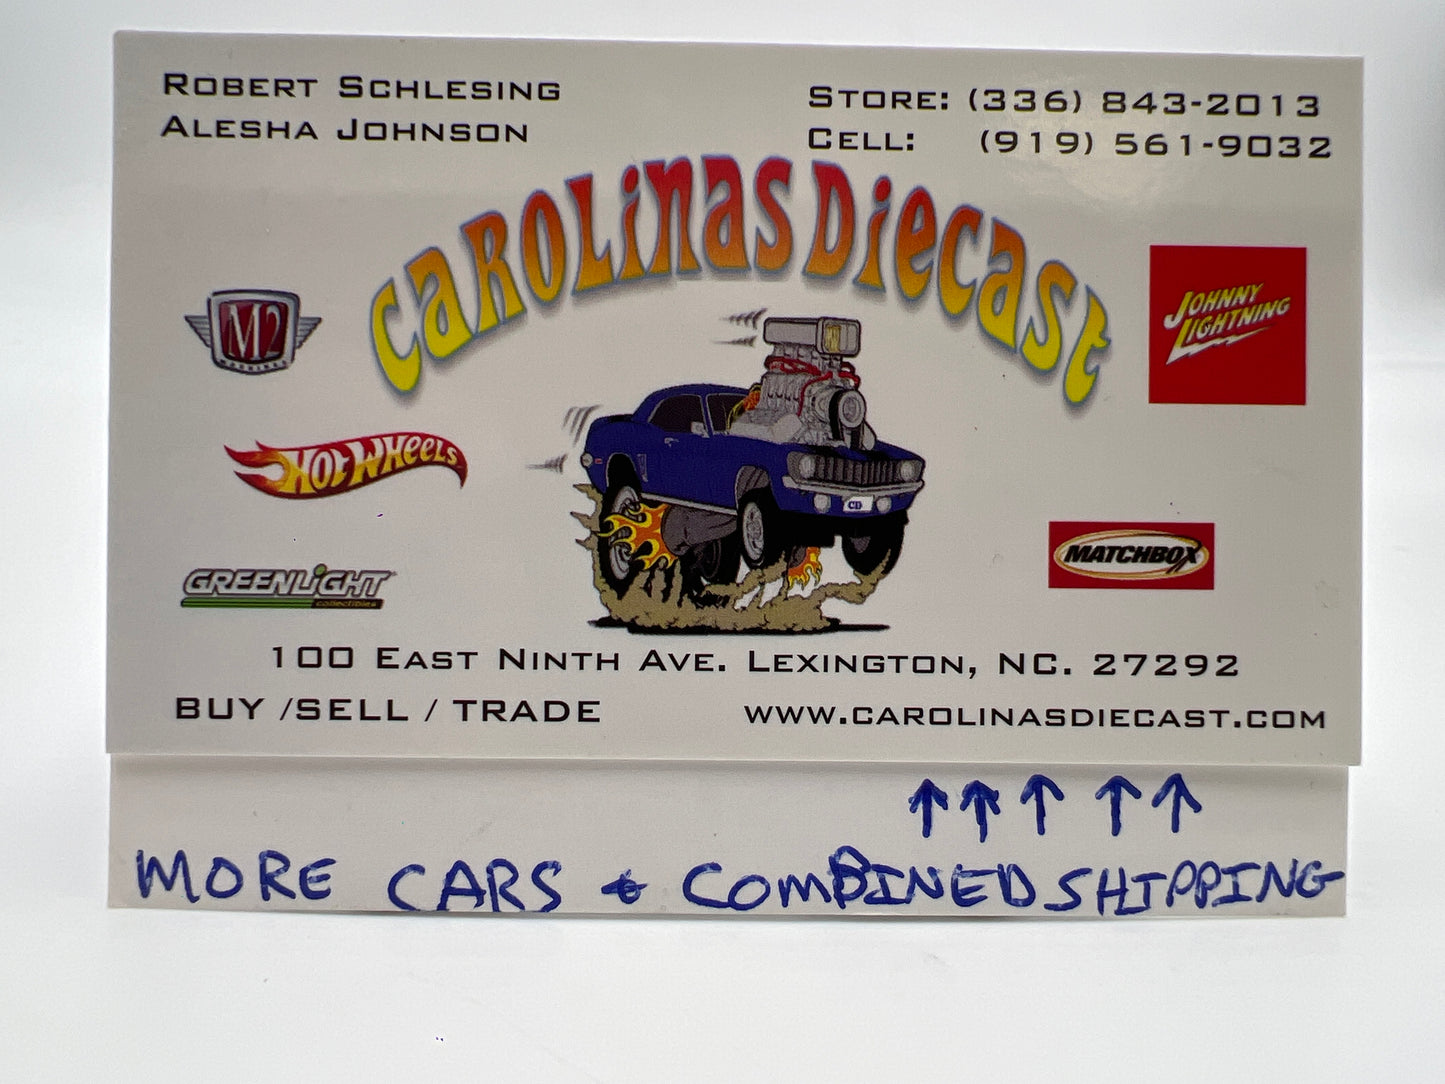 ROBERT SCHLESING
ALESHA JOHNSON
STORE: (336) 843-2013
CELL: (919) 561-9032
CAROLINAS DIECAST
M2
MACHINES
JOHNNY
LIGHTNING
HOT WHEELS
CD
MATCHBOX
GREENLIGHT
collectibles
100 EAST NINTH AVE. LEXINGTON, NC. 27292
BUY /SELL / TRADE
WWW.CAROLINASDIECAST.COM
↑ ↑ ↑ ↑ ↑
MORE CARS & COMBINED SHIPPING